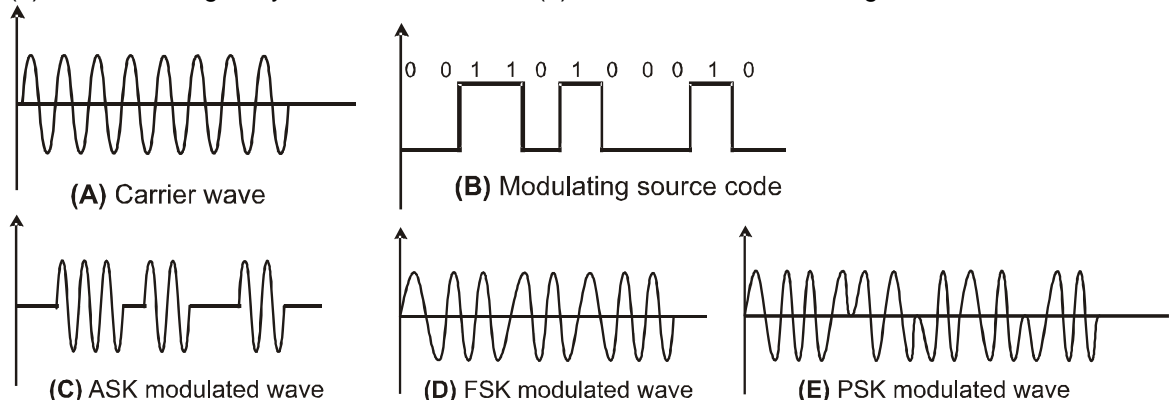 0 0 1 1 0 1 0 0 0 1 0
(A) Carrier wave
(B) Modulating source code
(C) ASK modulated wave
(D) FSK modulated wave
(E) PSK modulated wave